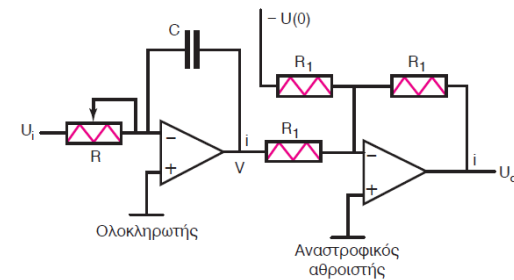 C
– U(0)
R1
R1
Ui
R
–
+
i
V
R1
–
+
i
Uo
Ολοκληρωτής
Αναστροφικός
αθροιστής